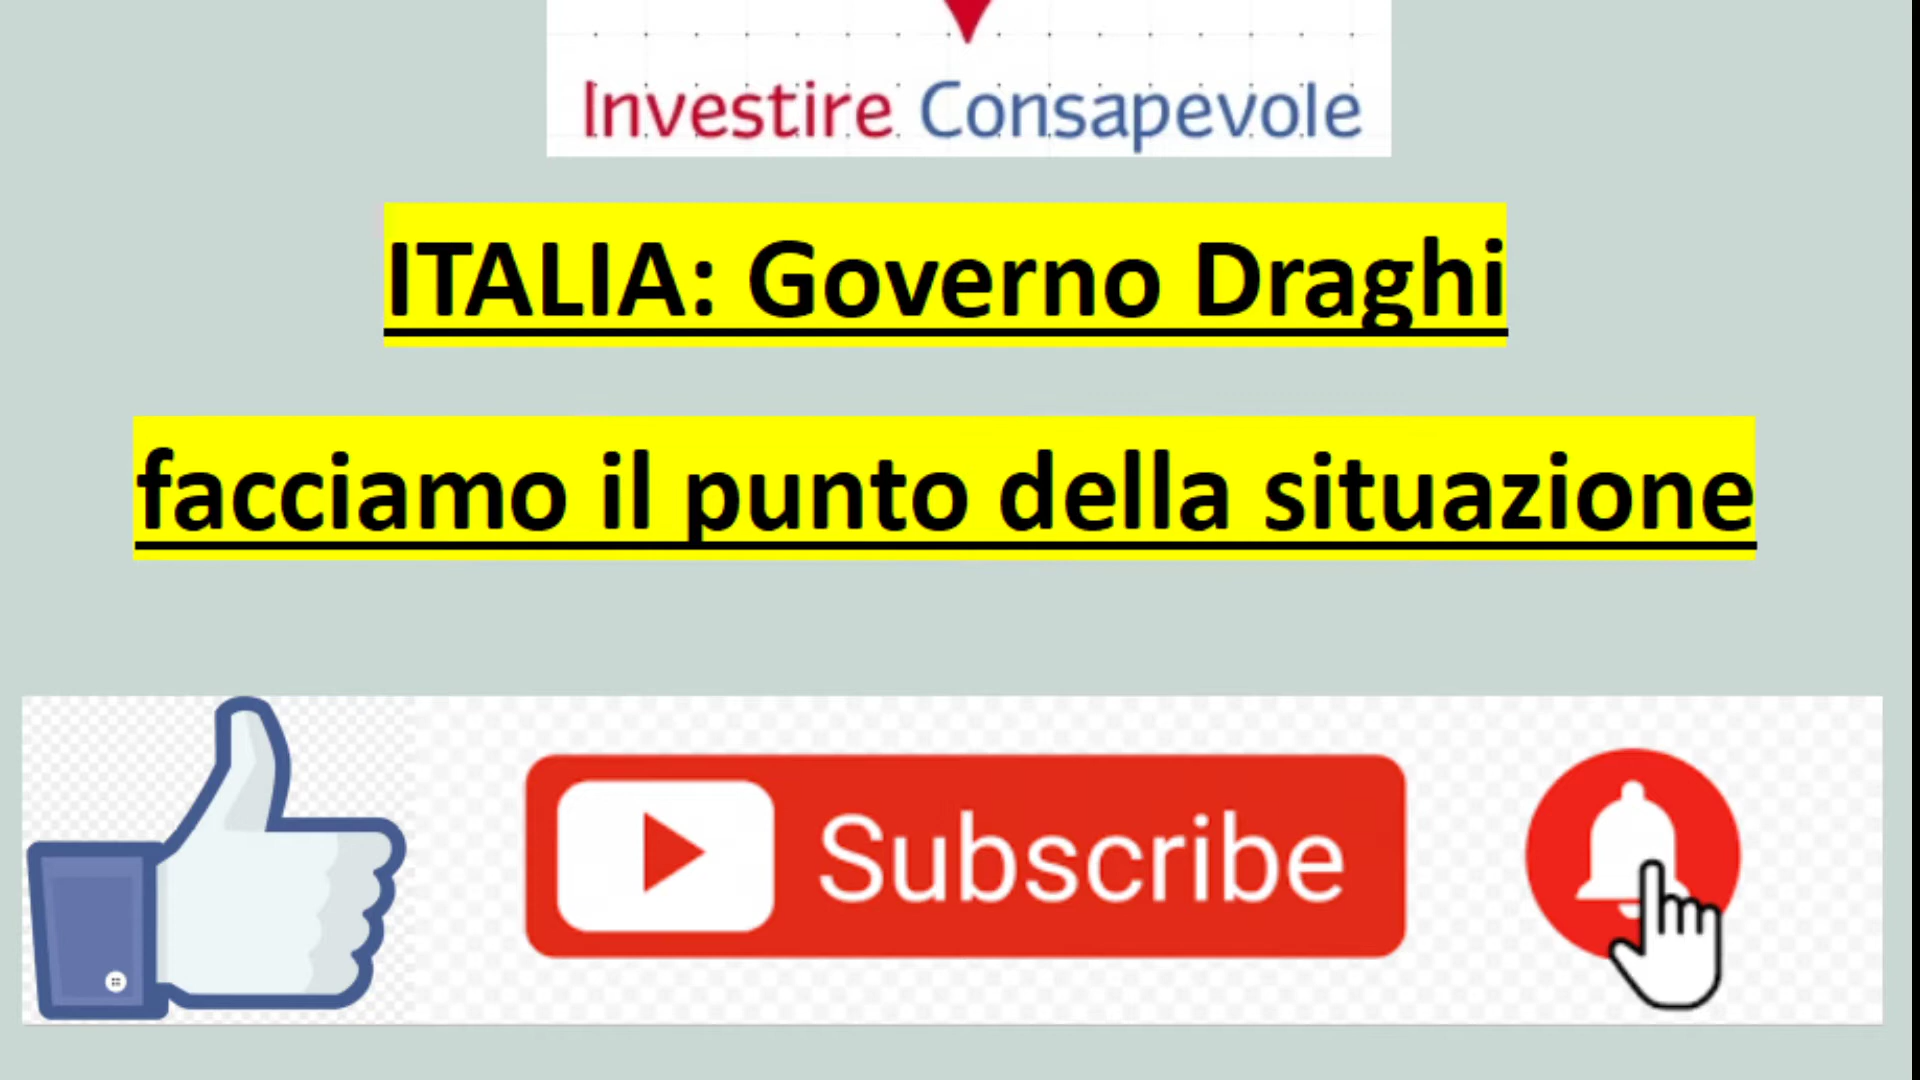 Investire Consapevole
ITALIA: Governo Draghi
facciamo il punto della situazione
Subscribe